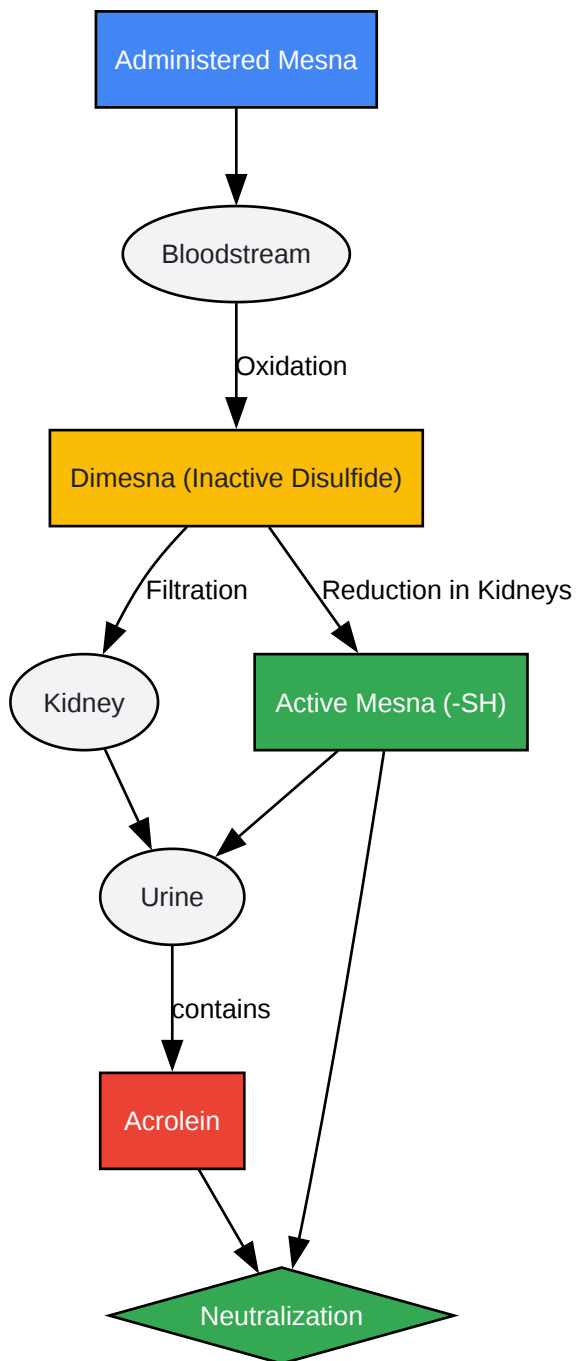 Administered Mesna
Bloodstream
Oxidation
Dimesna (Inactive Disulfide)
Filtration
Reduction in Kidneys
Kidney
Active Mesna (-SH)
Urine
contains
Acrolein
Neutralization